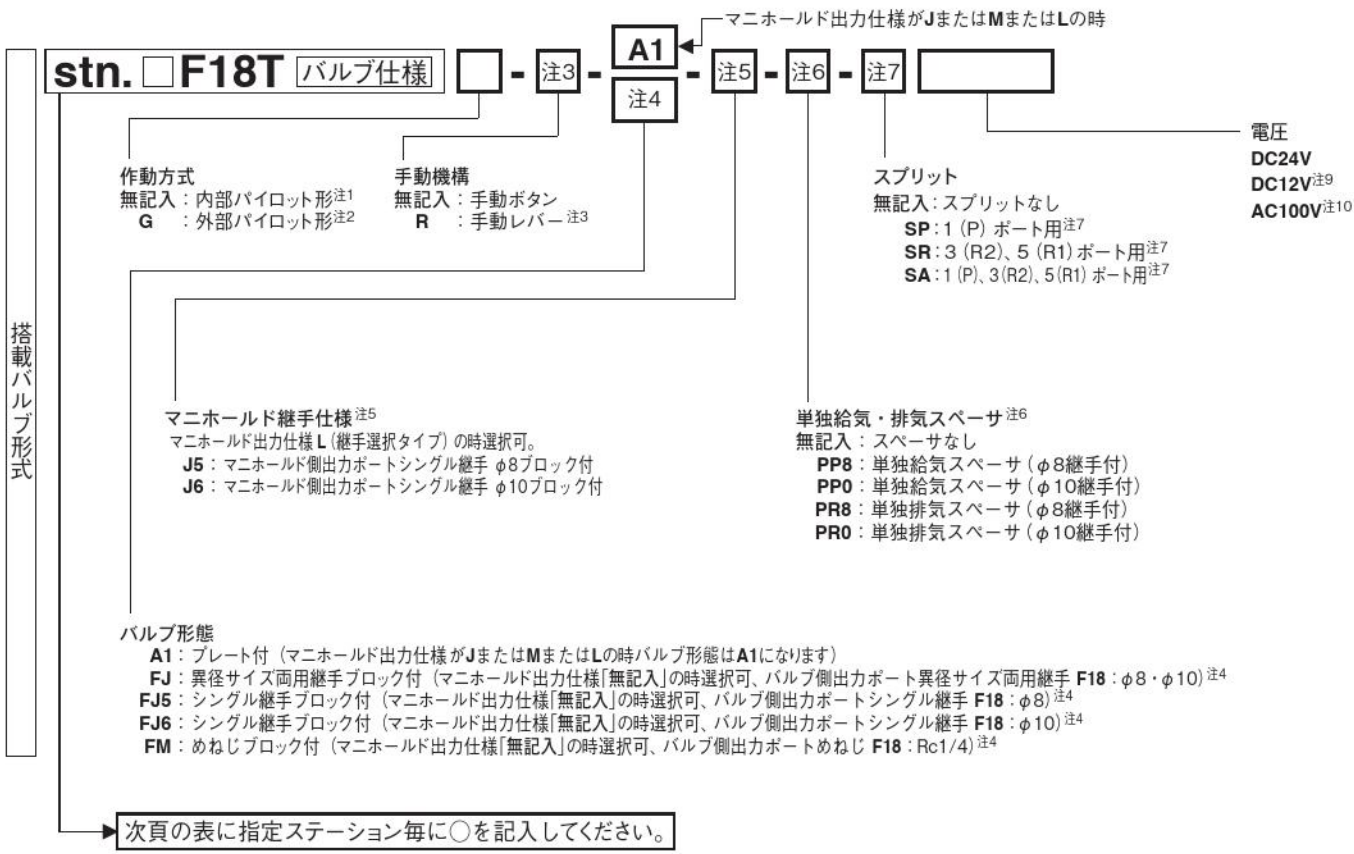 マニホールド出力仕様がJまたはMまたはLの時
stn. □F18T バルブ仕様 □ - 注3 - A1 - 注5 - 注6 - 注7
注4
作動方式
無記入：内部パイロット形注1
G ：外部パイロット形注2
手動機構
無記入：手動ボタン
R ：手動レバー注3
スプリット
無記入：スプリットなし
SP：1（P）ポート用注7
SR：3（R2）、5（R1）ポート用注7
SA：1（P）、3（R2）、5（R1）ポート用注7
電圧
DC24V
DC12V注9
AC100V注10
搭載バルブ形式
マニホールド継手仕様注5
マニホールド出力仕様L（継手選択タイプ）の時選択可。
J5：マニホールド側出力ポートシングル継手 φ8ブロック付
J6：マニホールド側出力ポートシングル継手 φ10ブロック付
単独給気・排気スペーサ注6
無記入：スペーサなし
PP8：単独給気スペーサ（φ8継手付）
PP0：単独給気スペーサ（φ10継手付）
PR8：単独排気スペーサ（φ8継手付）
PR0：単独排気スペーサ（φ10継手付）
バルブ形態
A1：プレート付（マニホールド出力仕様がJまたはMまたはLの時バルブ形態はA1になります）
FJ：異径サイズ両用継手ブロック付（マニホールド出力仕様「無記入」の時選択可、バルブ側出力ポート異径サイズ両用継手 F18：φ8・φ10）注4
FJ5：シングル継手ブロック付（マニホールド出力仕様「無記入」の時選択可、バルブ側出力ポートシングル継手 F18：φ8）注4
FJ6：シングル継手ブロック付（マニホールド出力仕様「無記入」の時選択可、バルブ側出力ポートシングル継手 F18：φ10）注4
FM：めねじブロック付（マニホールド出力仕様「無記入」の時選択可、バルブ側出力ポートめねじ F18：Rc1/4）注4
次頁の表に指定ステーション毎に○を記入してください。